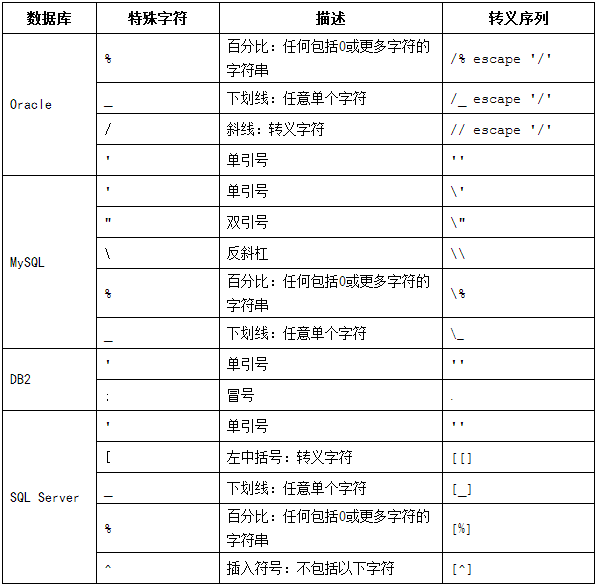 数据库 特殊字符 描述 转义序列
Oracle
% 百分比：任何包括0或更多字符的
字符串 /% escape '/'
_ 下划线：任意单个字符 /_ escape '/'
/ 斜线：转义字符 // escape '/'
' 单引号 ''
MySQL
' 单引号 \'
" 双引号 \"
\ 反斜杠 \\
% 百分比：任何包括0或更多字符的
字符串 \%
_ 下划线：任意单个字符 \_
DB2
' 单引号 ''
; 冒号 .
SQL Server
' 单引号 ''
[ 左中括号：转义字符 [[]
_ 下划线：任意单个字符 [_]
% 百分比：任何包括0或更多字符的
字符串 [%]
^ 插入符号：不包括以下字符 [^]